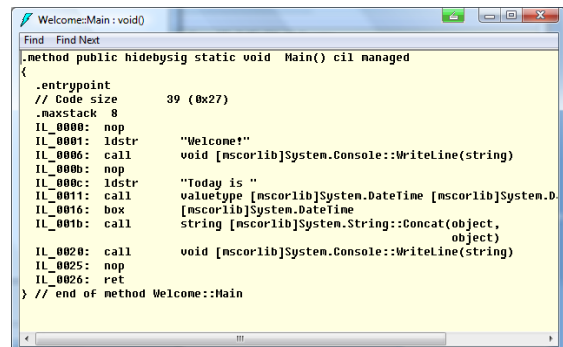 Welcome::Main : void()
Find Find Next
.method public hidebysig static void  Main() cil managed
{
  .entrypoint
  // Code size       39 (0x27)
  .maxstack  8
  IL_0000:  nop
  IL_0001:  ldstr      "Welcome!"
  IL_0006:  call       void [mscorlib]System.Console::WriteLine(string)
  IL_000b:  nop
  IL_000c:  ldstr      "Today is "
  IL_0011:  call       valuetype [mscorlib]System.DateTime [mscorlib]System.D
  IL_0016:  box        [mscorlib]System.DateTime
  IL_001b:  call       string [mscorlib]System.String::Concat(object,
                                                              object)
  IL_0020:  call       void [mscorlib]System.Console::WriteLine(string)
  IL_0025:  nop
  IL_0026:  ret
} // end of method Welcome::Main